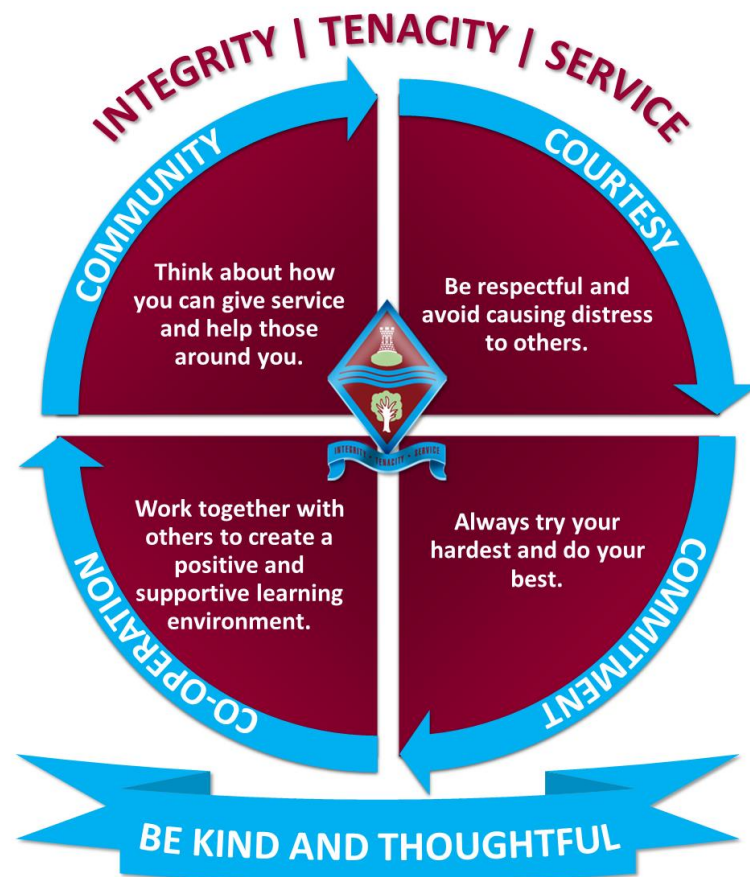 INTEGRITY | TENACITY | SERVICE
COMMUNITY
Think about how
you can give service
and help those
around you.
COURTESY
Be respectful and
avoid causing distress
to others.
INTEGRITY • TENACITY • SERVICE
CO-OPERATION
Work together with
others to create a
positive and
supportive learning
environment.
COMMITMENT
Always try your
hardest and do your
best.
BE KIND AND THOUGHTFUL